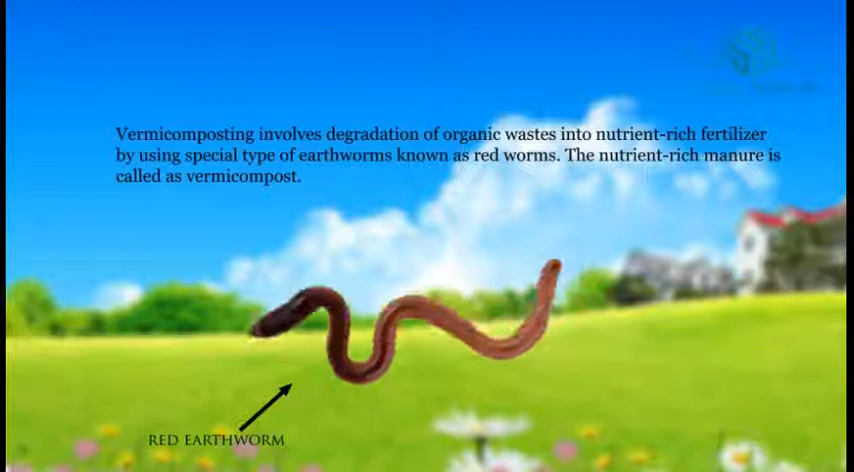 Vermicomposting involves degradation of organic wastes into nutrient-rich fertilizer
by using special type of earthworms known as red worms. The nutrient-rich manure is
called as vermicompost.
RED EARTHWORM